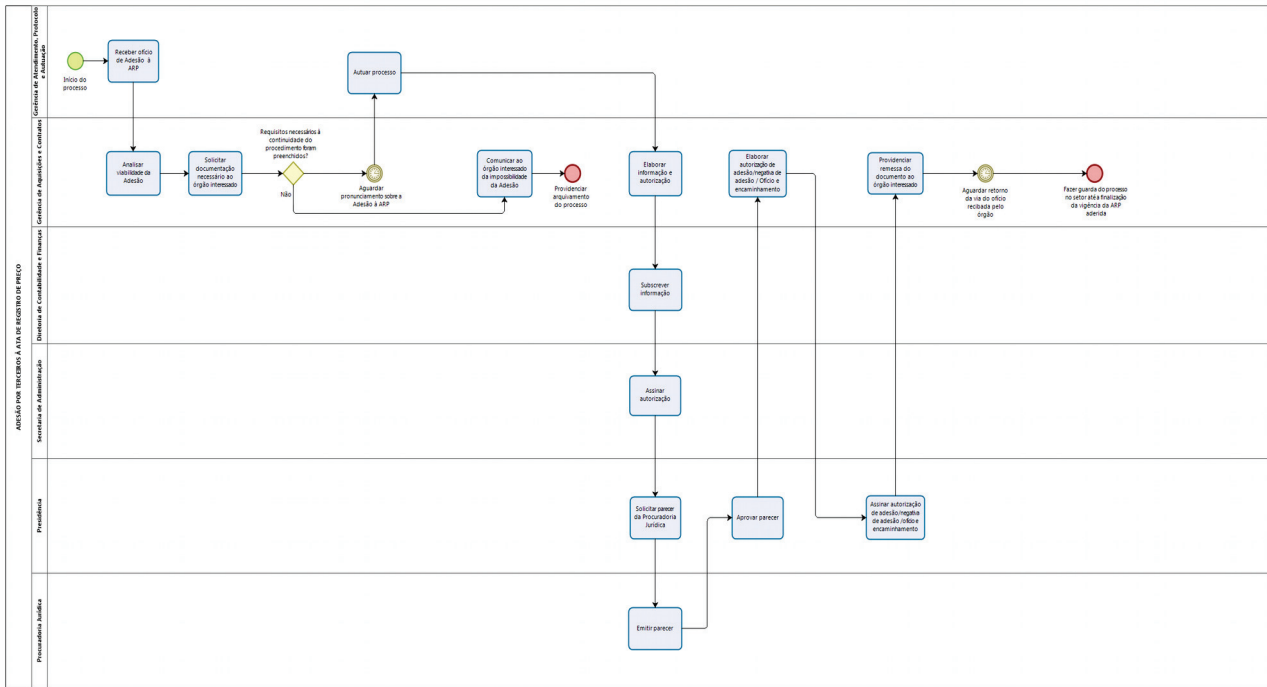 ADESÃO POR TERCEIROS À ATA DE REGISTRO DE PREÇO
Gerência de Atendimento, Protocolo
e Autuação
Início do
processo
Receber ofício
de Adesão à
ARP
Autuar processo
Gerência de Aquisições e Contratos
Analisar
viabilidade da
Adesão
Solicitar
documentação
necessário ao
órgão interessado
Requisitos necessários à
continuidade do
procedimento foram
preenchidos?
Não
Aguardar
pronunciamento sobre a
Adesão à ARP
Comunicar ao
órgão interessado
da impossiblidade
da Adesão
Providenciar
arquivamento
do processo
Elaborar
informação e
autorização
Elaborar
autorização de
adesão/negativa de
adesão / Ofício e
encaminhamento
Providenciar
remessa do
documento ao
órgão interessado
Aguardar retorno
da via do ofício
recibada pelo
órgão
Fazer guarda do processo
no setor até a finalização
da vigência da ARP
aderida
Diretoria de Contabilidade e Finanças
Subscrever
informação
Secretaria de Administração
Assinar
autorização
Presidência
Solicitar parecer
da Procuradoria
Jurídica
Aprovar parecer
Assinar autorização
de adesão/negativa
de adesão /ofício e
encaminhamento
Procuradoria Jurídica
Emitir parecer